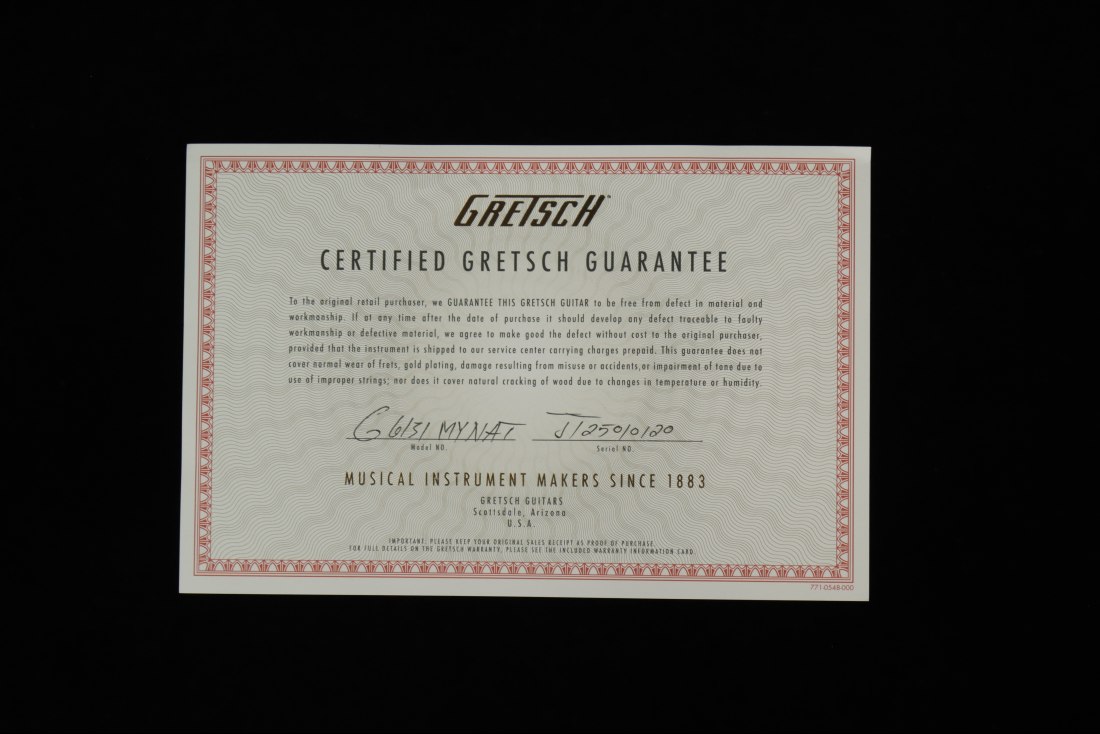 GRETSCH™
CERTIFIED GRETSCH GUARANTEE
To the original retail purchaser, we GUARANTEE THIS GRETSCH GUITAR to be free from defect in material and
workmanship. If at any time after the date of purchase it should develop any defect traceable to faulty
workmanship or defective material, we agree to make good the defect without cost to the original purchaser,
provided that the instrument is shipped to our service center carrying charges prepaid. This guarantee does not
cover normal wear of frets, gold plating, damage resulting from misuse or accidents,or impairment of tone due to
use of improper strings; nor does it cover natural cracking of wood due to changes in temperature or humidity.
G6131 MYNAT JT25010120
Model NO. Serial NO.
MUSICAL INSTRUMENT MAKERS SINCE 1883
GRETSCH GUITARS
Scottsdale, Arizona
U.S.A.
IMPORTANT: PLEASE KEEP YOUR ORIGINAL SALES RECEIPT AS PROOF OF PURCHASE.
FOR FULL DETAILS ON THE GRETSCH WARRANTY, PLEASE SEE THE INCLUDED WARRANTY INFORMATION CARD.
771-0548-000